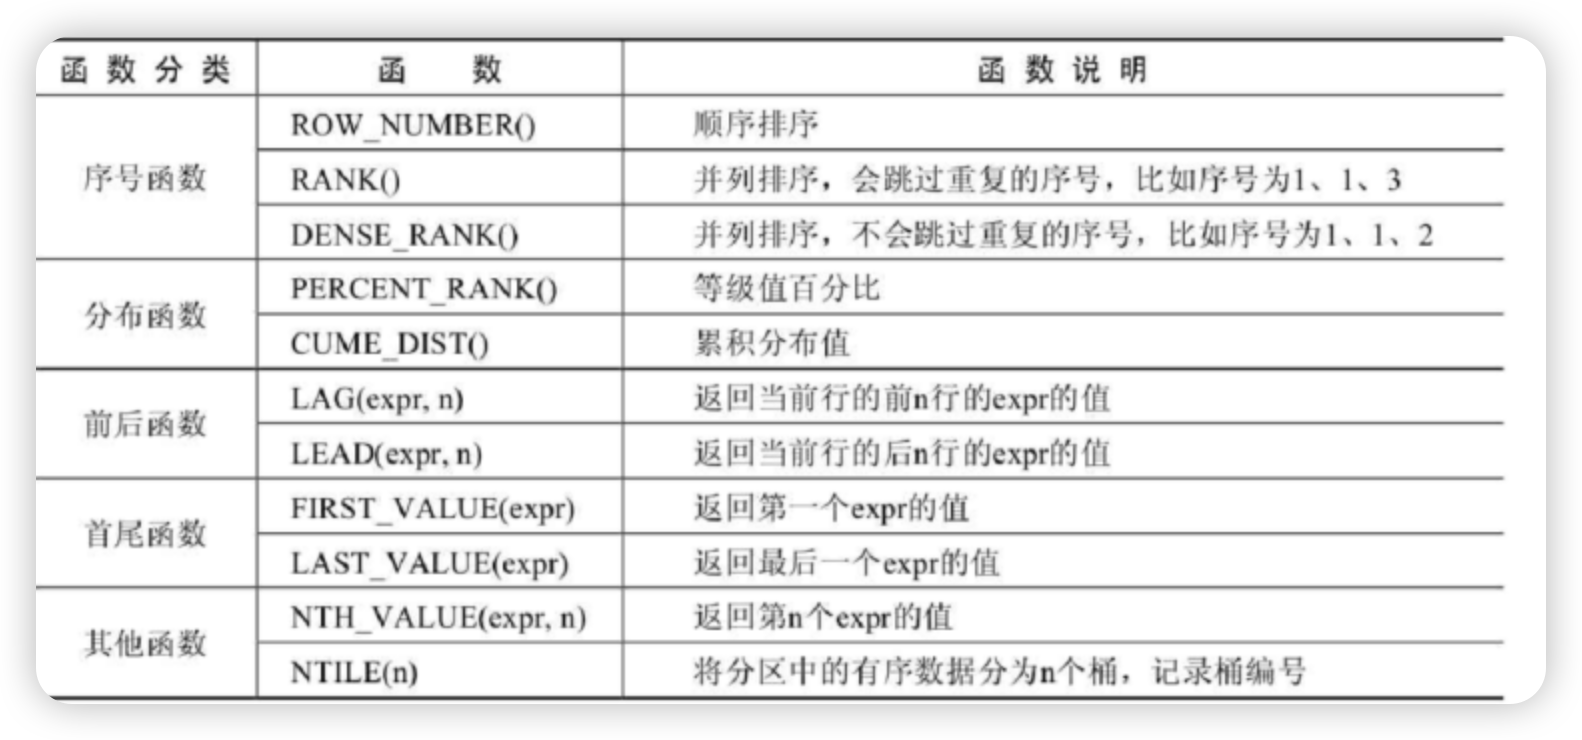 函数分类 函数 函数说明
序号函数
ROW_NUMBER() 顺序排序
RANK() 并列排序，会跳过重复的序号，比如序号为1、1、3
DENSE_RANK() 并列排序，不会跳过重复的序号，比如序号为1、1、2
分布函数
PERCENT_RANK() 等级值百分比
CUME_DIST() 累积分布值
前后函数
LAG(expr, n) 返回当前行的前n行的expr的值
LEAD(expr, n) 返回当前行的后n行的expr的值
首尾函数
FIRST_VALUE(expr) 返回第一个expr的值
LAST_VALUE(expr) 返回最后一个expr的值
其他函数
NTH_VALUE(expr, n) 返回第n个expr的值
NTILE(n) 将分区中的有序数据分为n个桶，记录桶编号